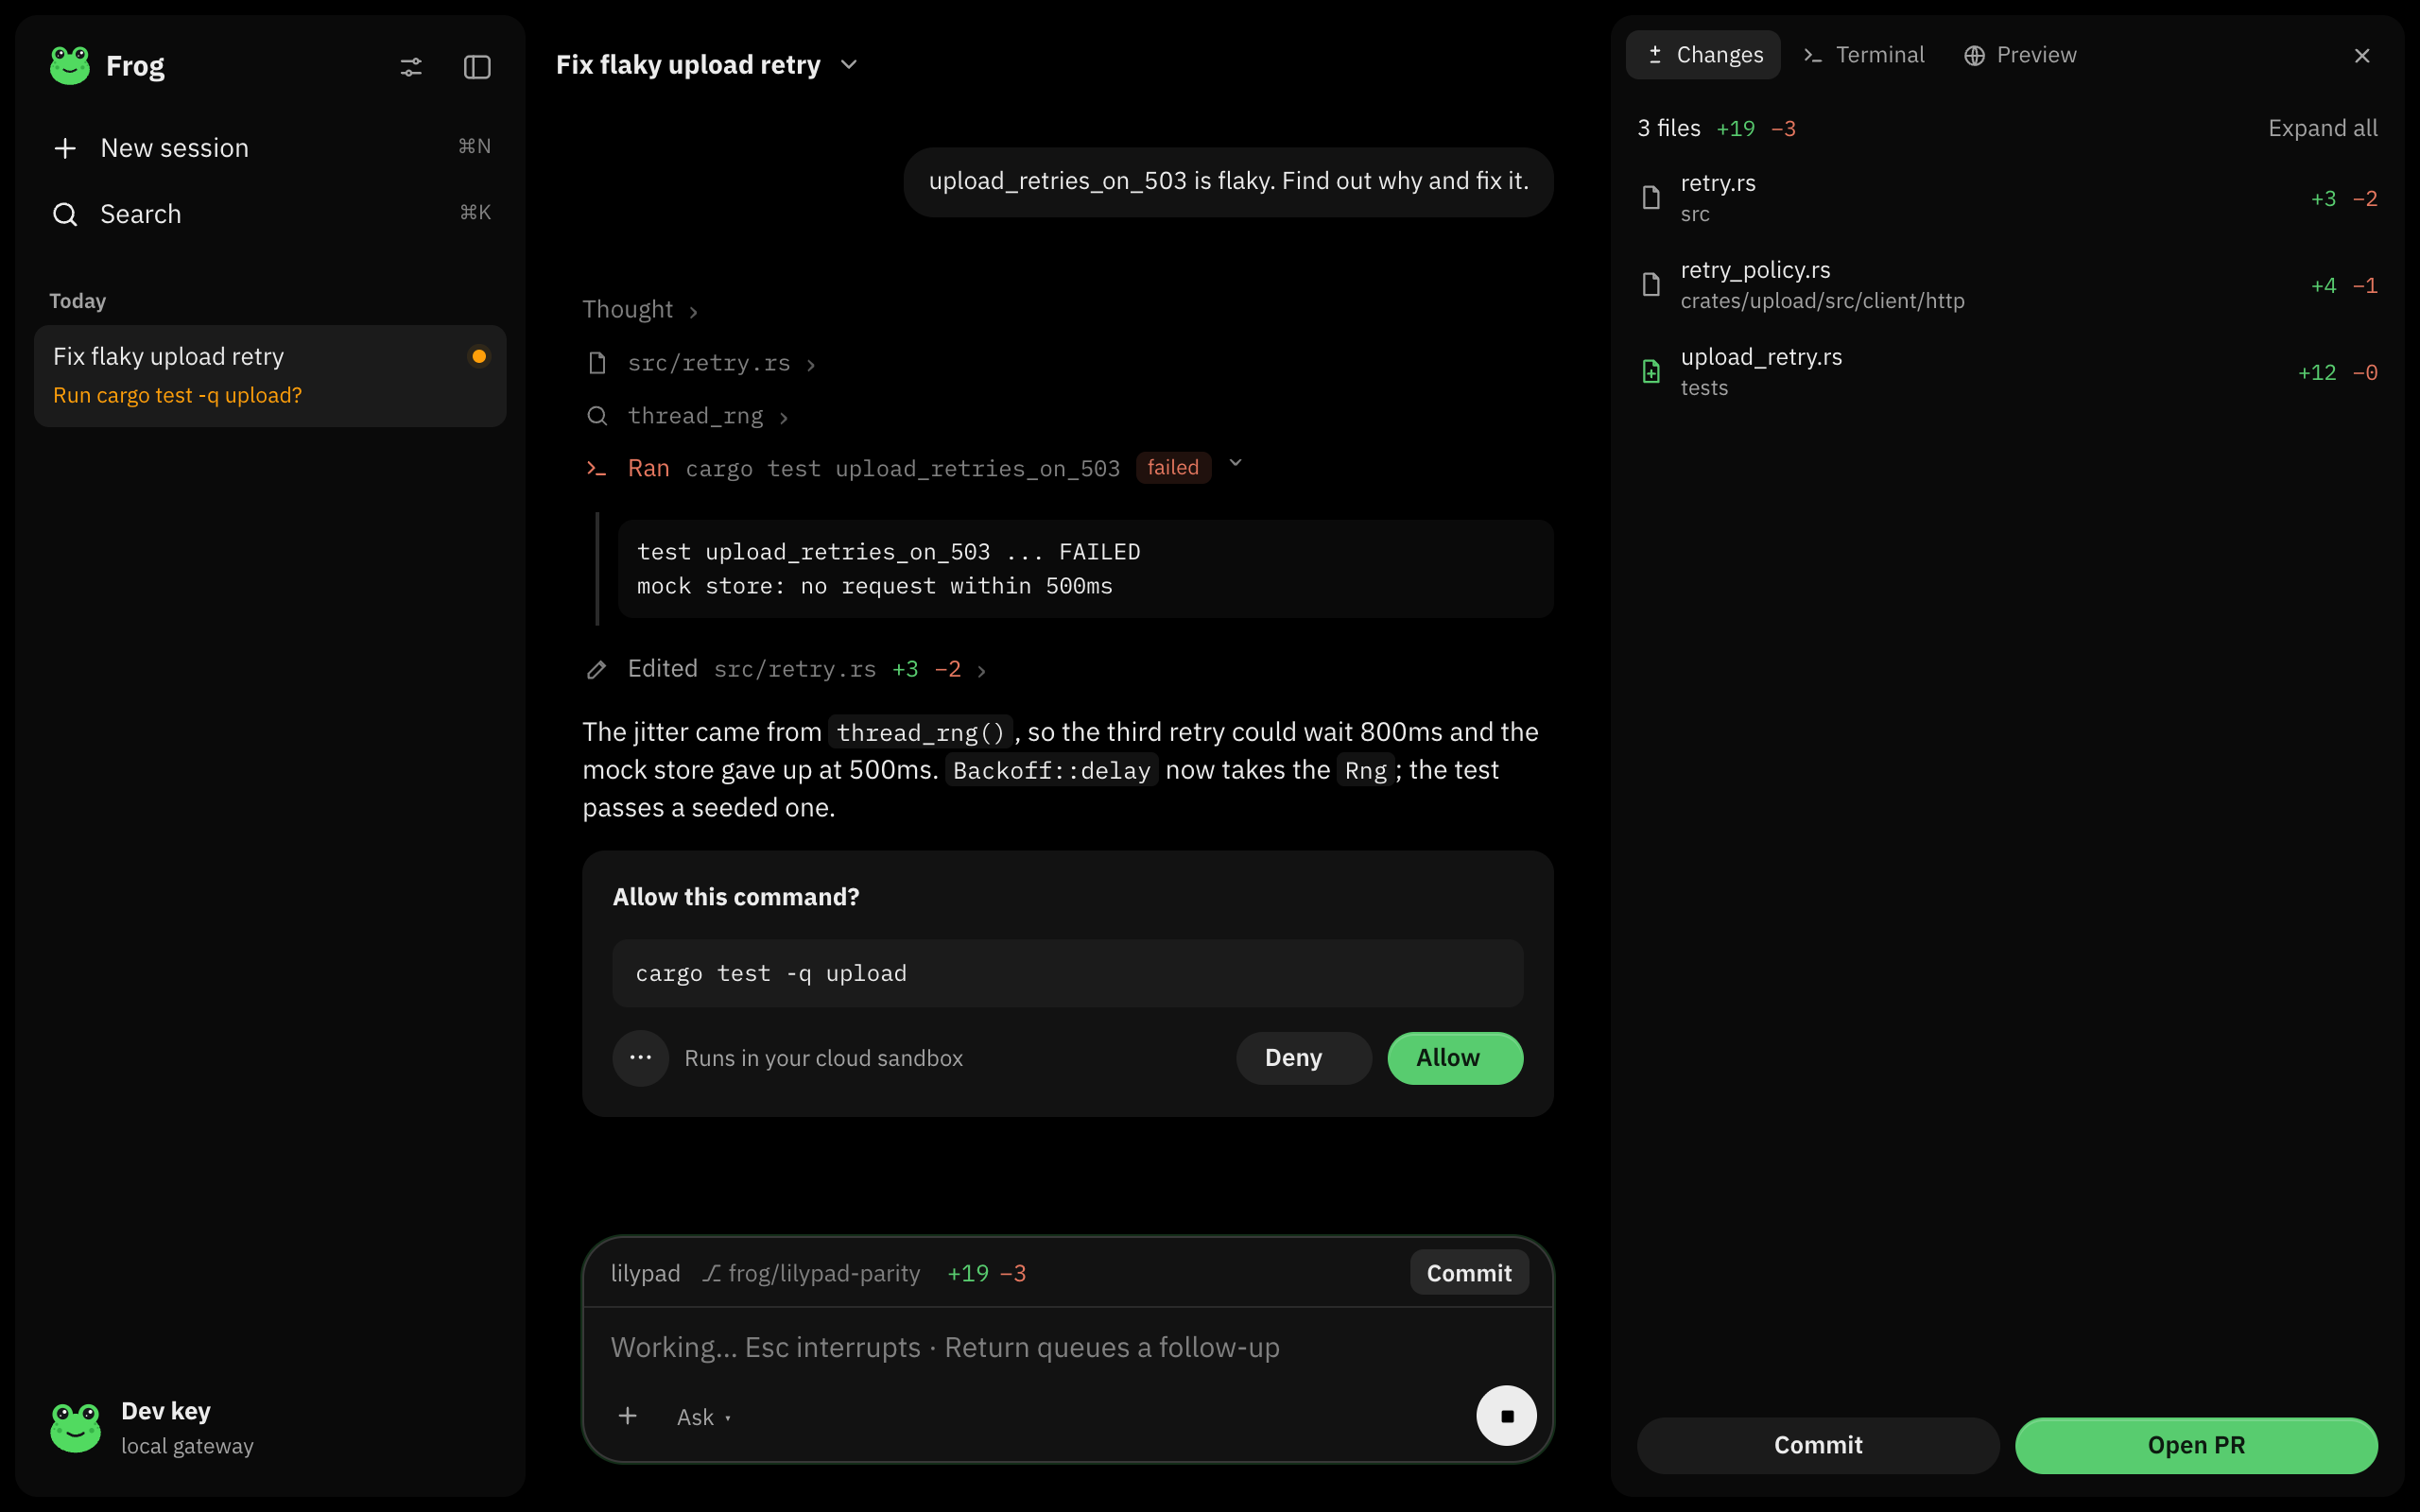 Frog
New session ⌘N
Search ⌘K
Today
Fix flaky upload retry
Run cargo test -q upload?
Dev key
local gateway
Fix flaky upload retry
upload_retries_on_503 is flaky. Find out why and fix it.
Thought
src/retry.rs
thread_rng
Ran cargo test upload_retries_on_503 failed
test upload_retries_on_503 ... FAILED
mock store: no request within 500ms
Edited src/retry.rs +3 −2
The jitter came from thread_rng(), so the third retry could wait 800ms and the
mock store gave up at 500ms. Backoff::delay now takes the Rng; the test
passes a seeded one.
Allow this command?
cargo test -q upload
Runs in your cloud sandbox Deny Allow
lilypad frog/lilypad-parity +19 −3 Commit
Working... Esc interrupts · Return queues a follow-up
Ask
Changes Terminal Preview
3 files +19 −3 Expand all
retry.rs
src
+3 −2
retry_policy.rs
crates/upload/src/client/http
+4 −1
upload_retry.rs
tests
+12 −0
Commit Open PR